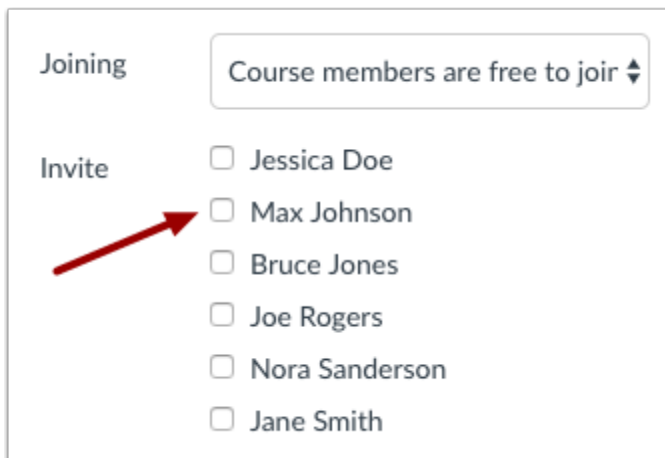 Joining
Course members are free to join
Invite
Jessica Doe
Max Johnson
Bruce Jones
Joe Rogers
Nora Sanderson
Jane Smith